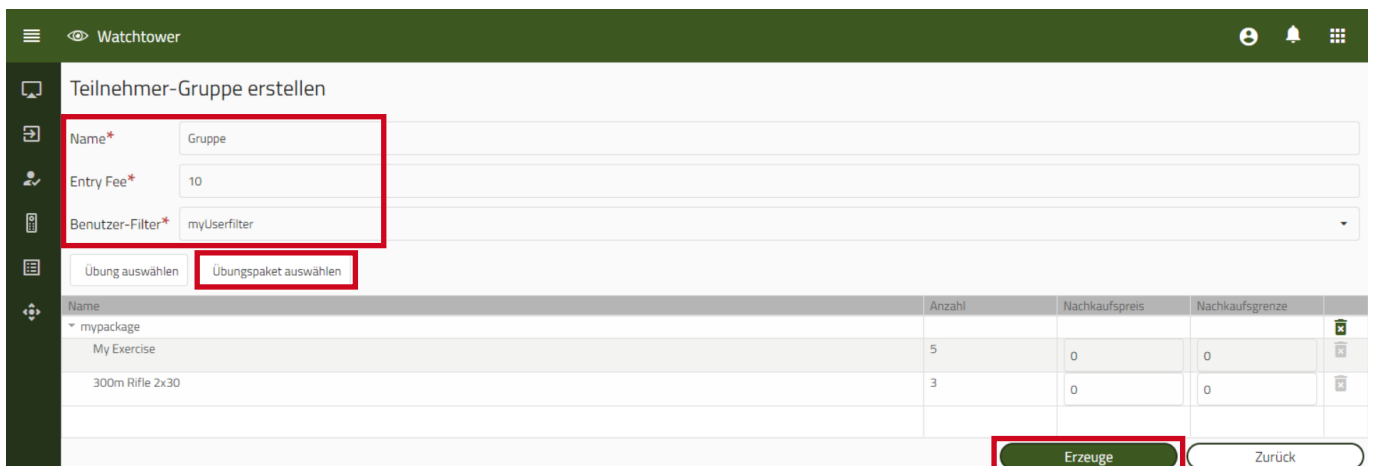 Watchtower
Teilnehmer-Gruppe erstellen
Name* Gruppe
Entry Fee* 10
Benutzer-Filter* myUserfilter
Übung auswählen Übungspaket auswählen
Name Anzahl Nachkaufspreis Nachkaufsgrenze
mypackage
My Exercise 5 0 0
300m Rifle 2x30 3 0 0
Erzeuge Zurück